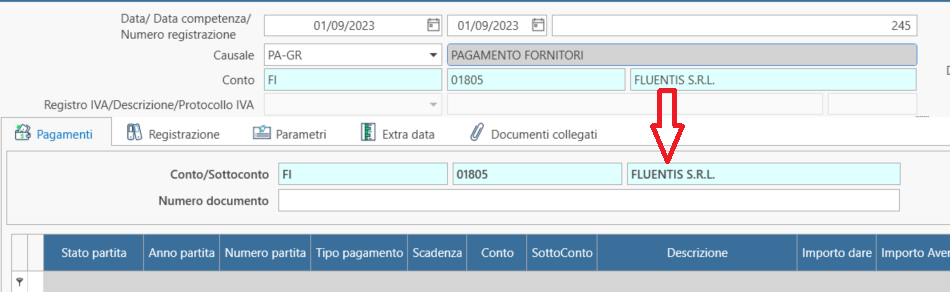 Data/ Data competenza/
Numero registrazione 01/09/2023 01/09/2023 245
Causale PA-GR PAGAMENTO FORNITORI
Conto FI 01805 FLUENTIS S.R.L.
Registro IVA/Descrizione/Protocollo IVA
Pagamenti Registrazione Parametri Extra data Documenti collegati
Conto/Sottoconto FI 01805 FLUENTIS S.R.L.
Numero documento
Stato partita Anno partita Numero partita Tipo pagamento Scadenza Conto SottoConto Descrizione Importo dare Importo Aver